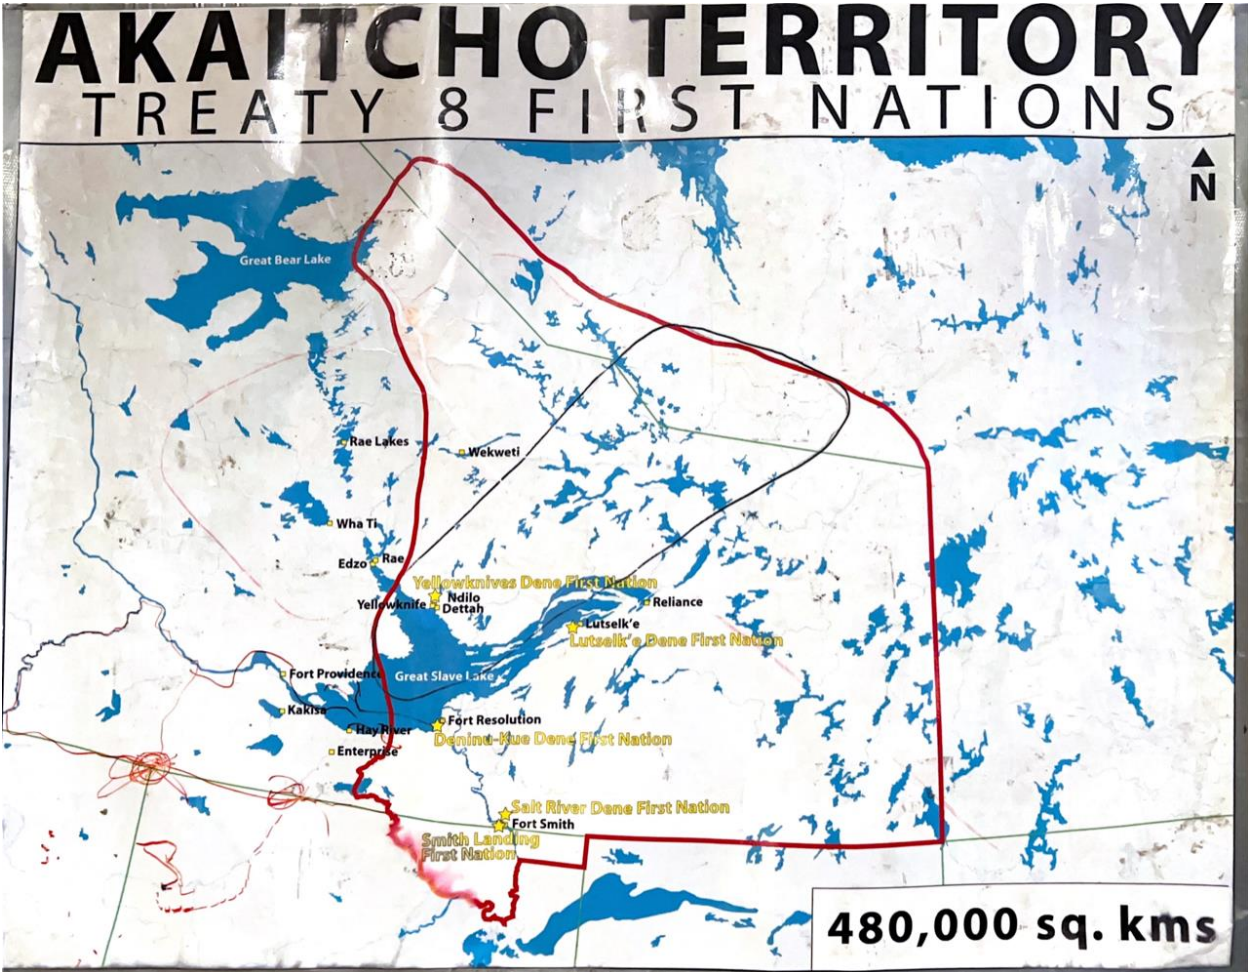 AKAITCHO TERRITORY
TREATY 8 FIRST NATIONS
N
Great Bear Lake
Rae Lakes
Wekweti
Wha Ti
Edzo
Rae
Yellowknives Dene First Nation
Ndilo
Yellowknife
Dettah
Reliance
Lutselk'e
Lutselk'e Dene First Nation
Fort Providence
Great Slave Lake
Kakisa
Fort Resolution
Hay River
Deninu-Kue Dene First Nation
Enterprise
Salt River Dene First Nation
Fort Smith
Smith Landing
First Nation
480,000 sq. kms